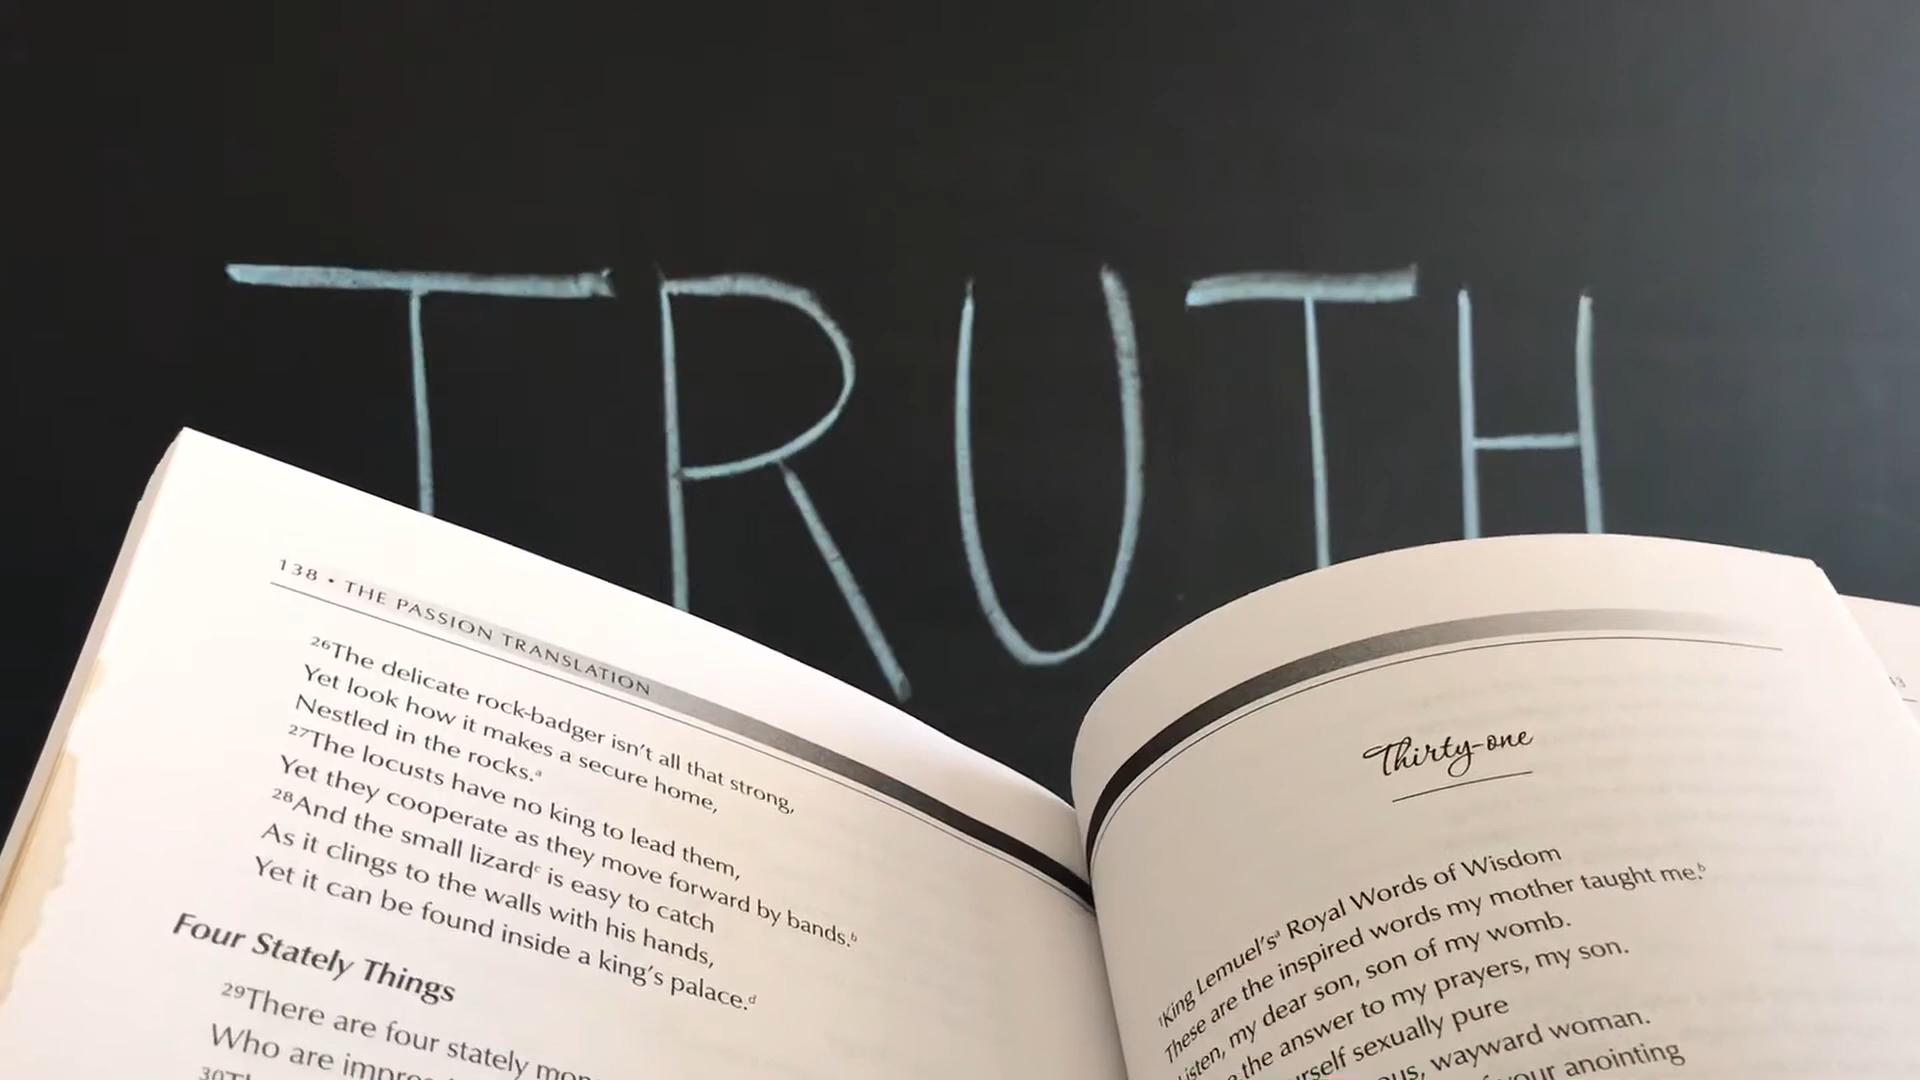 TRUTH
138 • THE PASSION TRANSLATION
26The delicate rock-badger isn't all that strong,
Yet look how it makes a secure home,
Nestled in the rocks.a
27The locusts have no king to lead them,
Yet they cooperate as they move forward by bands.b
28And the small lizardc is easy to catch
As it clings to the walls with his hands,
Yet it can be found inside a king's palace.d
Four Stately Things
29There are four stately
Who are
30
Thirty-one
1King Lemuel'sa Royal Words of Wisdom
These are the inspired words my mother taught me.b
Listen, my dear son, son of my womb.
the answer to my prayers, my son.
sexually pure
wayward woman.
your anointing